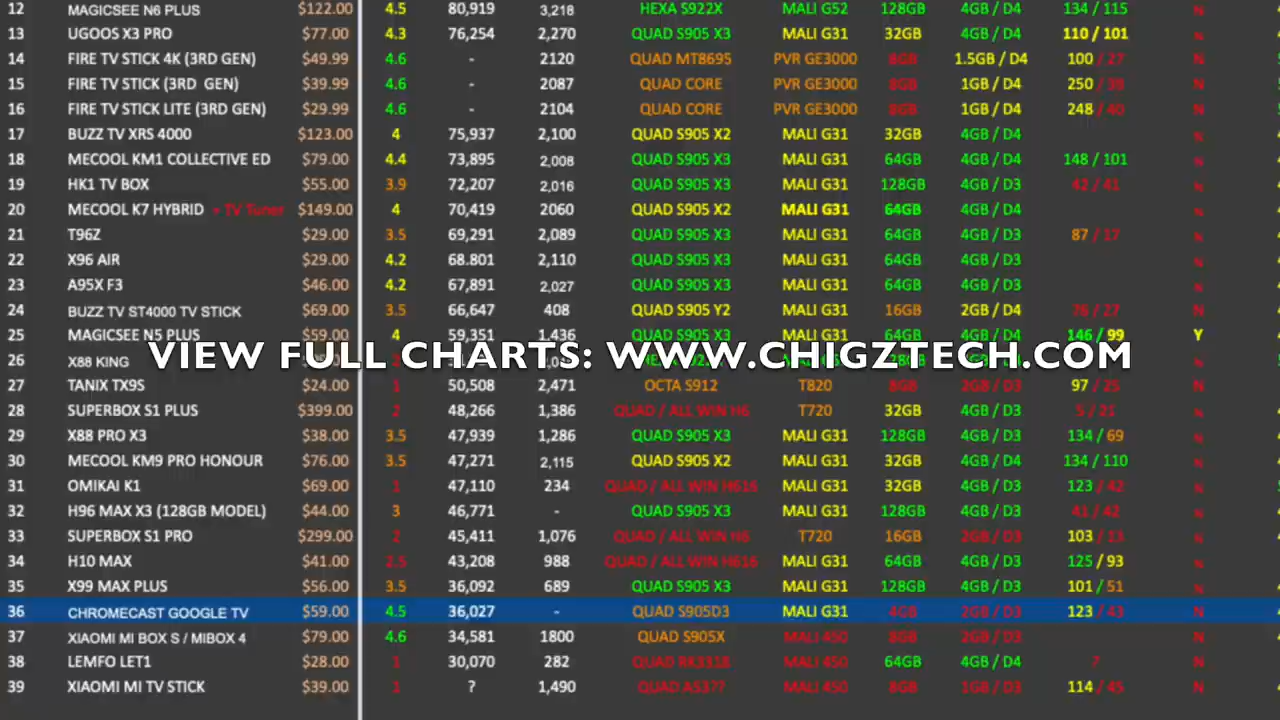 12 MAGICSEE N6 PLUS $122.00 4.5 80,919 3,218 HEXA S922X MALI G52 128GB 4GB / D4 134 / 115 N
13 UGOOS X3 PRO $77.00 4.3 76,254 2,270 QUAD S905 X3 MALI G31 32GB 4GB / D4 110 / 101 N
14 FIRE TV STICK 4K (3RD GEN) $49.99 4.6 - 2120 QUAD MT8695 PVR GE3000 8GB 1.5GB / D4 100 / 27 N
15 FIRE TV STICK (3RD GEN) $39.99 4.6 - 2087 QUAD CORE PVR GE3000 8GB 1GB / D4 250 / N
16 FIRE TV STICK LITE (3RD GEN) $29.99 4.6 - 2104 QUAD CORE PVR GE3000 8GB 1GB / D4 248 / 40 N
17 BUZZ TV XRS 4000 $123.00 4 75,937 2,100 QUAD S905 X2 MALI G31 32GB 4GB / D4 N
18 MECOOL KM1 COLLECTIVE ED $79.00 4.4 73,895 2,008 QUAD S905 X3 MALI G31 64GB 4GB / D4 148 / 101 N
19 HK1 TV BOX $55.00 3.9 72,207 2,016 QUAD S905 X3 MALI G31 128GB 4GB / D3 42 / 41 N
20 MECOOL K7 HYBRID + TV Tuner $149.00 4 70,419 2060 QUAD S905 X2 MALI G31 64GB 4GB / D4 N
21 T96Z $29.00 3.5 69,291 2,089 QUAD S905 X3 MALI G31 64GB 4GB / D3 87 / 17 N
22 X96 AIR $29.00 4.2 68.801 2,110 QUAD S905 X3 MALI G31 64GB 4GB / D3 N
23 A95X F3 $46.00 4.2 67,891 2,027 QUAD S905 X3 MALI G31 64GB 4GB / D3 N
24 BUZZ TV ST4000 TV STICK $69.00 3.5 66,647 408 QUAD S905 Y2 MALI G31 16GB 2GB / D4 76 / 27 N
25 MAGICSEE N5 PLUS $59.00 4 59,351 1,436 QUAD S905 X3 MALI G31 64GB 4GB / D3 146 / 99 Y
VIEW FULL CHARTS: WWW.CHIGZTECH.COM
26 X88 KING N
27 TANIX TX9S $24.00 1 50,508 2,471 OCTA S912 T820 8GB 2GB / D3 97 / 25 N
28 SUPERBOX S1 PLUS $399.00 2 48,266 1,386 QUAD / ALL WIN H6 T720 32GB 4GB / D3 5 / 21 N
29 X88 PRO X3 $38.00 3.5 47,939 1,286 QUAD S905 X3 MALI G31 128GB 4GB / D3 134 / 69 N
30 MECOOL KM9 PRO HONOUR $76.00 3.5 47,271 2,115 QUAD S905 X2 MALI G31 32GB 4GB / D4 134 / 110 N
31 OMIKAI K1 $69.00 1 47,110 234 QUAD / ALL WIN H616 MALI G31 32GB 4GB / D3 123 / 42 N
32 H96 MAX X3 (128GB MODEL) $44.00 3 46,771 - QUAD S905 X3 MALI G31 128GB 4GB / D3 41 / 42 N
33 SUPERBOX S1 PRO $299.00 2 45,411 1,076 QUAD / ALL WIN H6 T720 16GB 2GB / D3 103 / 13 N
34 H10 MAX $41.00 2.5 43,208 988 QUAD / ALL WIN H616 MALI G31 64GB 4GB / D3 125 / 93 N
35 X99 MAX PLUS $56.00 3.5 36,092 689 QUAD S905 X3 MALI G31 128GB 4GB / D3 101 / 51 N
36 CHROMECAST GOOGLE TV $59.00 4.5 36,027 - QUAD S905D3 MALI G31 4GB 2GB / D3 123 / 43 N
37 XIAOMI MI BOX S / MIBOX 4 $79.00 4.6 34,581 1800 QUAD S905X MALI 450 8GB 2GB / D3 N
38 LEMFO LET1 $28.00 1 30,070 282 QUAD RK3318 MALI 450 64GB 4GB / D4 ? N
39 XIAOMI MI TV STICK $39.00 1 ? 1,490 QUAD A53?? MALI 450 8GB 1GB / D3 114 / 45 N